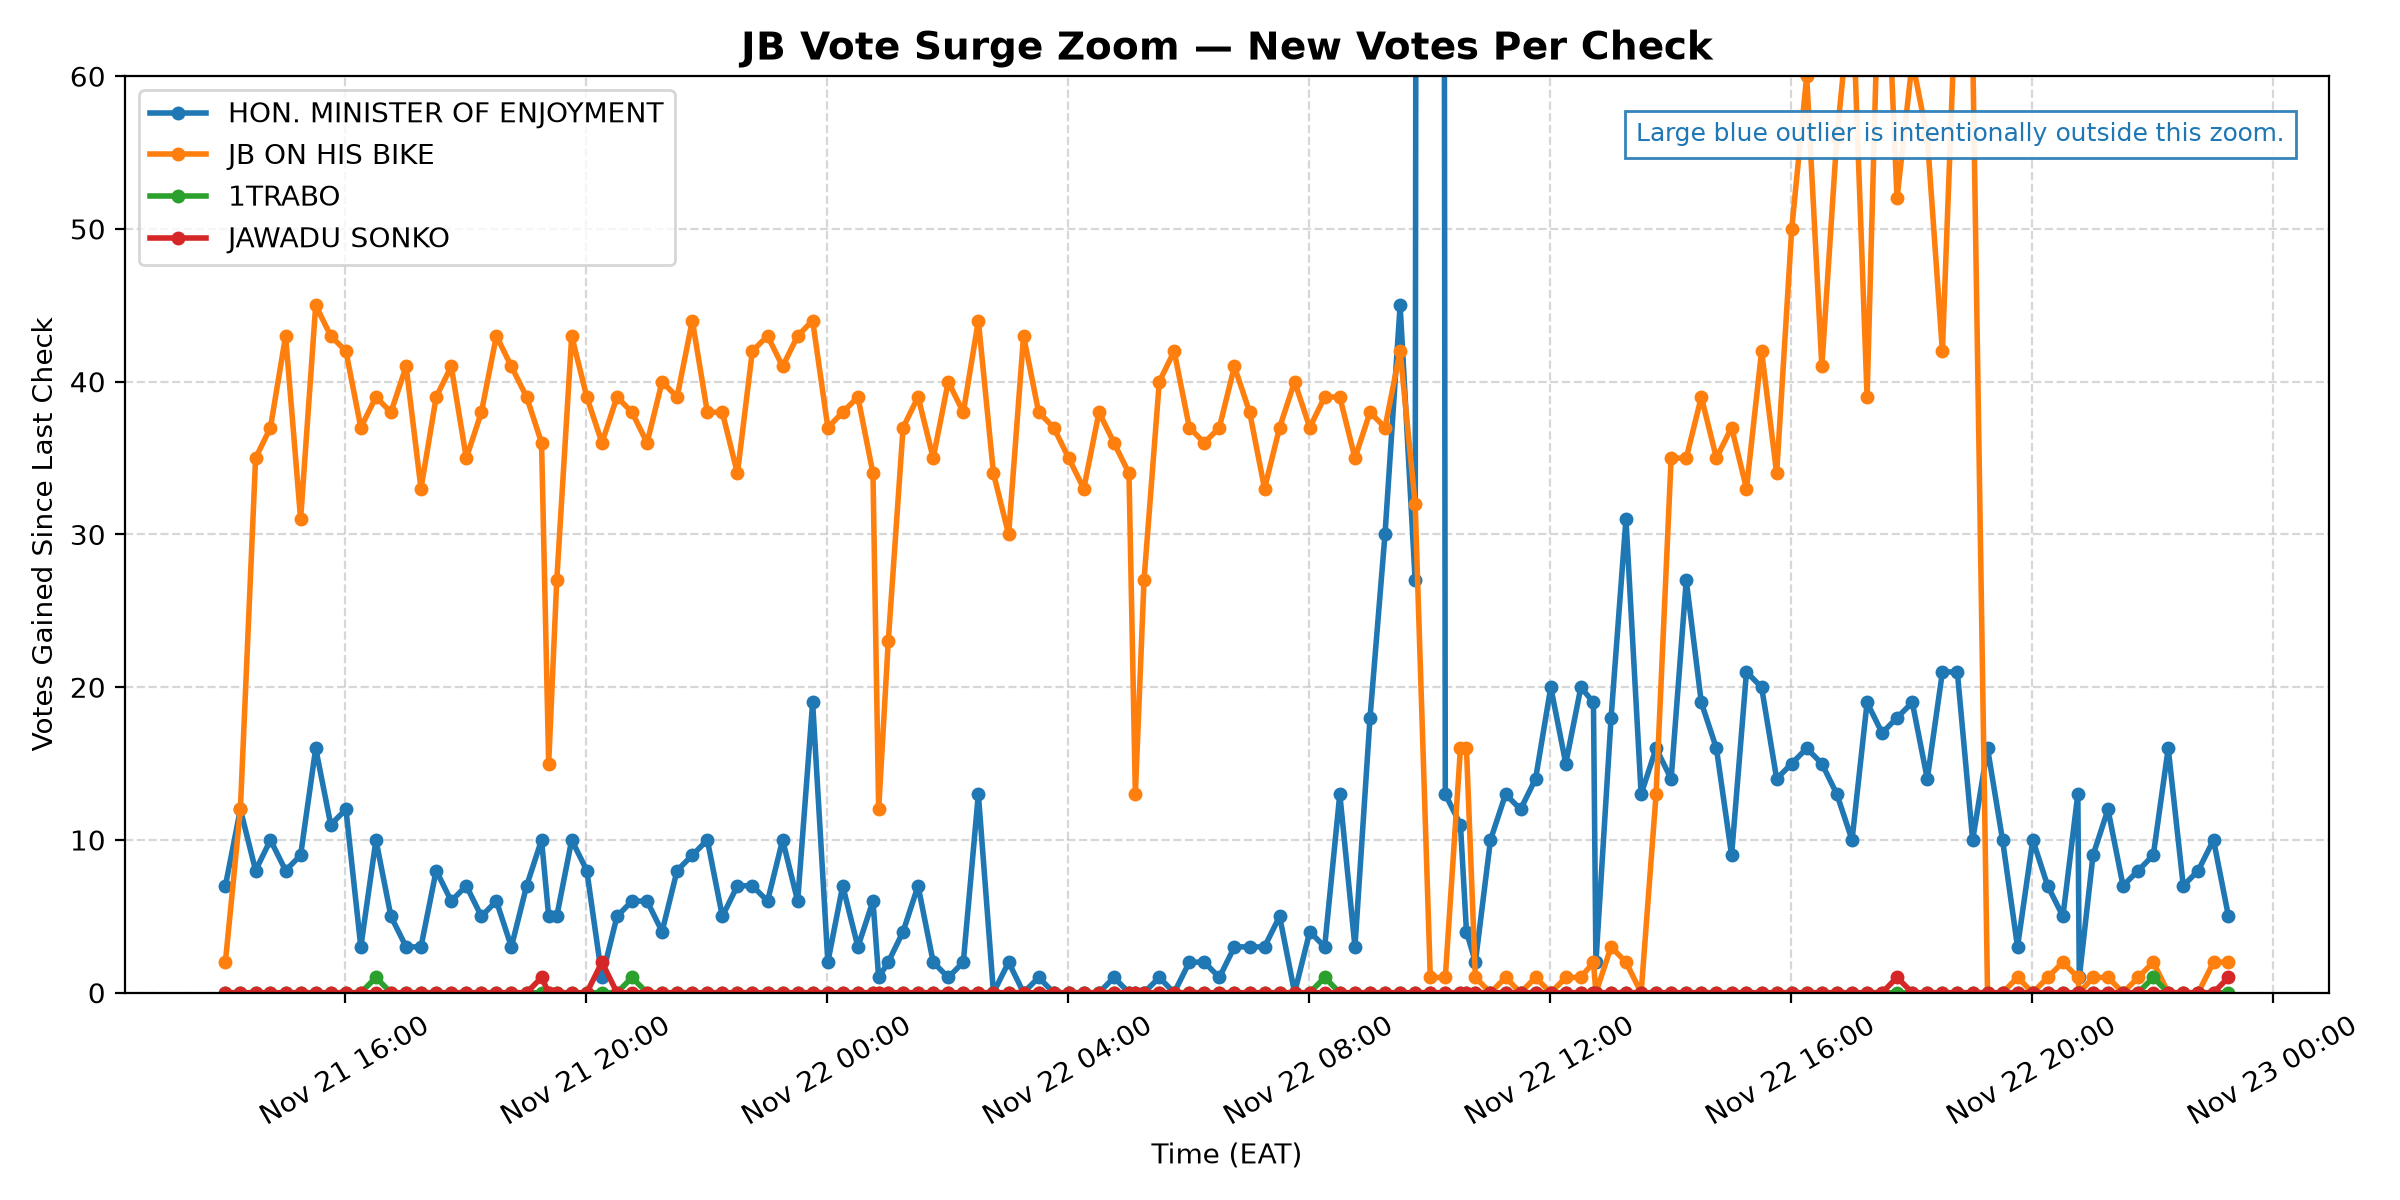 JB Vote Surge Zoom — New Votes Per Check
HON. MINISTER OF ENJOYMENT
JB ON HIS BIKE
1TRABO
JAWADU SONKO
Large blue outlier is intentionally outside this zoom.
Votes Gained Since Last Check
60
50
40
30
20
10
0
Nov 21 16:00
Nov 21 20:00
Nov 22 00:00
Nov 22 04:00
Nov 22 08:00
Nov 22 12:00
Nov 22 16:00
Nov 22 20:00
Nov 23 00:00
Time (EAT)